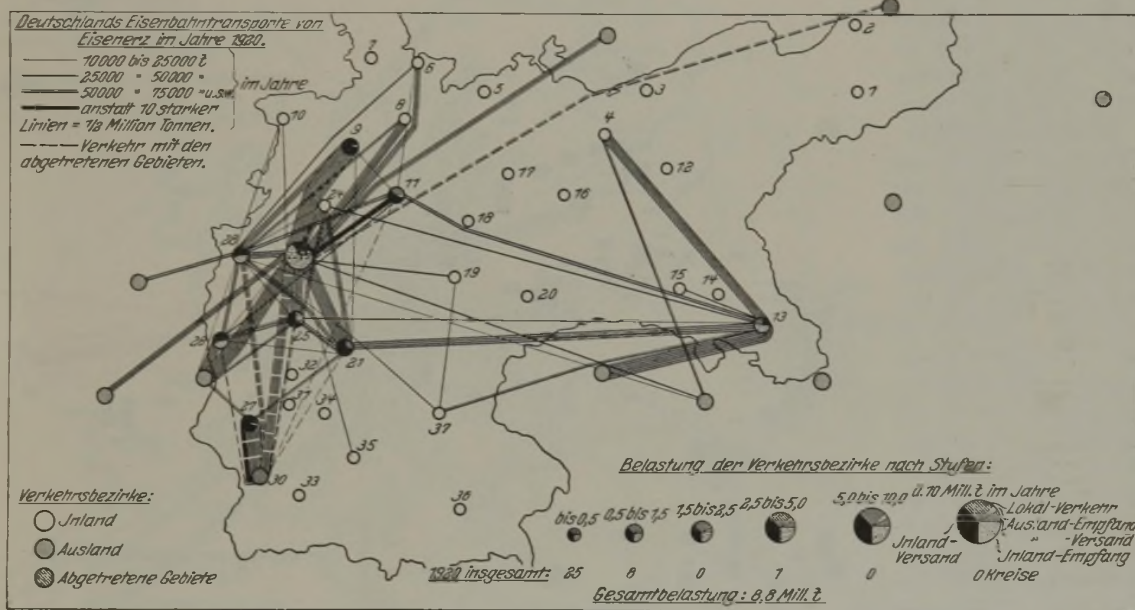 Deutschlands Eisenbahntransporte von
Eisenerz im Jahre 1920.
10000 bis 25000 t
25000 " 50000 "
50000 " 75000 " u.s.w.
im Jahre
anstatt 10 starker
Linien = 1/2 Million Tonnen.
Verkehr mit den
abgetretenen Gebieten.
1
2
3
4
5
6
7
8
9
10
11
12
13
14
15
16
17
18
19
20
21
24
25
26
27
28
30
31
32
33
34
35
36
37
Verkehrsbezirke:
Inland
Ausland
Abgetretene Gebiete
Belastung der Verkehrsbezirke nach Stufen:
bis 0,5
0,5 bis 1,5
1,5 bis 2,5
2,5 bis 5,0
5,0 bis 10,0
ü. 10 Mill. t im Jahre
Lokal-Verkehr
Ausland-Empfang
" -Versand
Inland-
Versand
Inland-Empfang
1920 insgesamt: 25 8 0 1 0 0 Kreise
Gesamtbelastung: 8,8 Mill. t